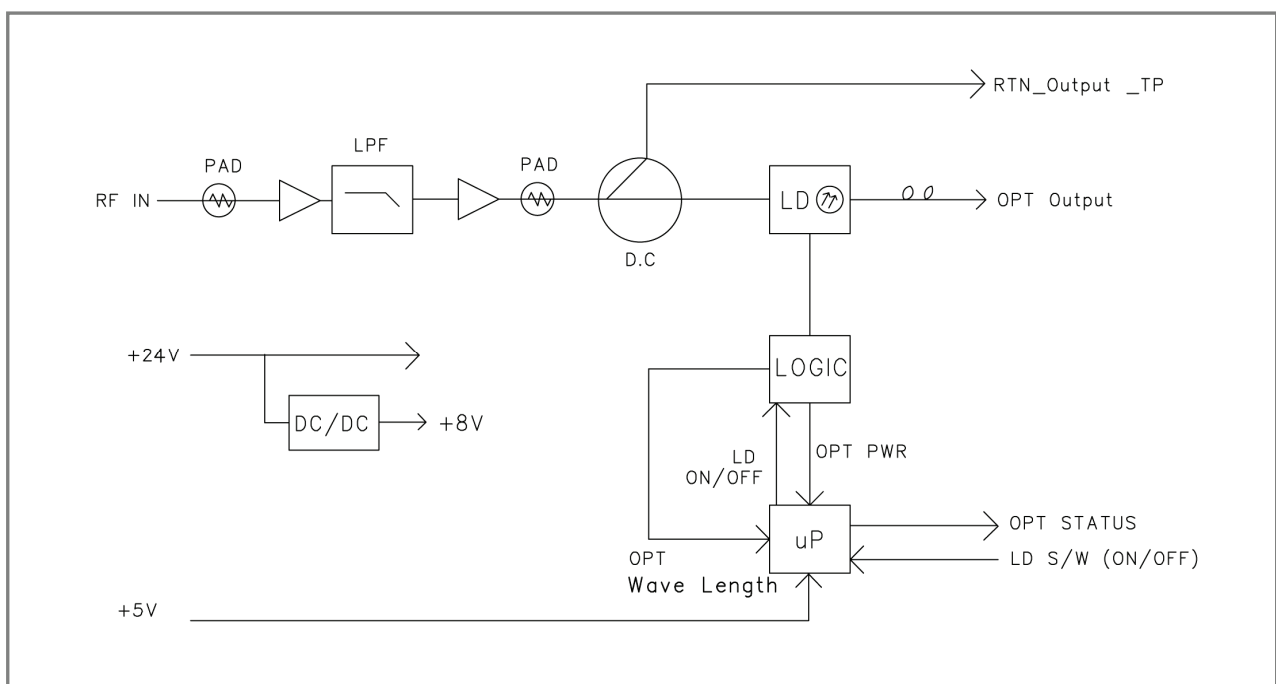 RTN_Output _TP
LPF
PAD
PAD
RF IN
LD
OPT Output
D.C
+24V
LOGIC
DC/DC
+8V
LD
ON/OFF
OPT PWR
uP
OPT STATUS
LD S/W (ON/OFF)
OPT
Wave Length
+5V